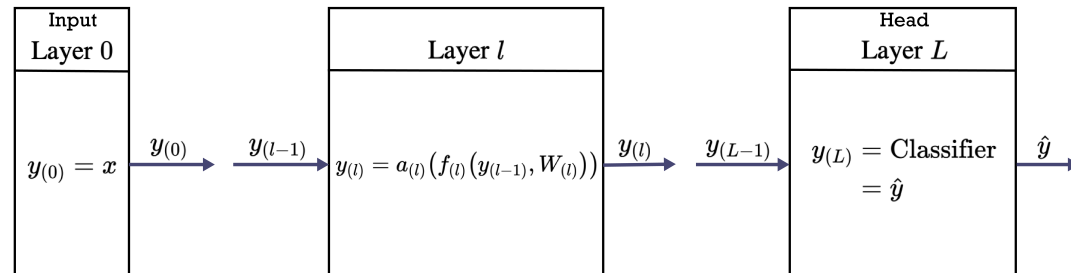 Input
Layer 0
y_{(0)} = x
y_{(0)}
y_{(l-1)}
Layer l
y_{(l)} = a_{(l)}(f_{(l)}(y_{(l-1)}, W_{(l)}))
y_{(l)}
y_{(L-1)}
Head
Layer L
y_{(L)} = Classifier
= ŷ
ŷ